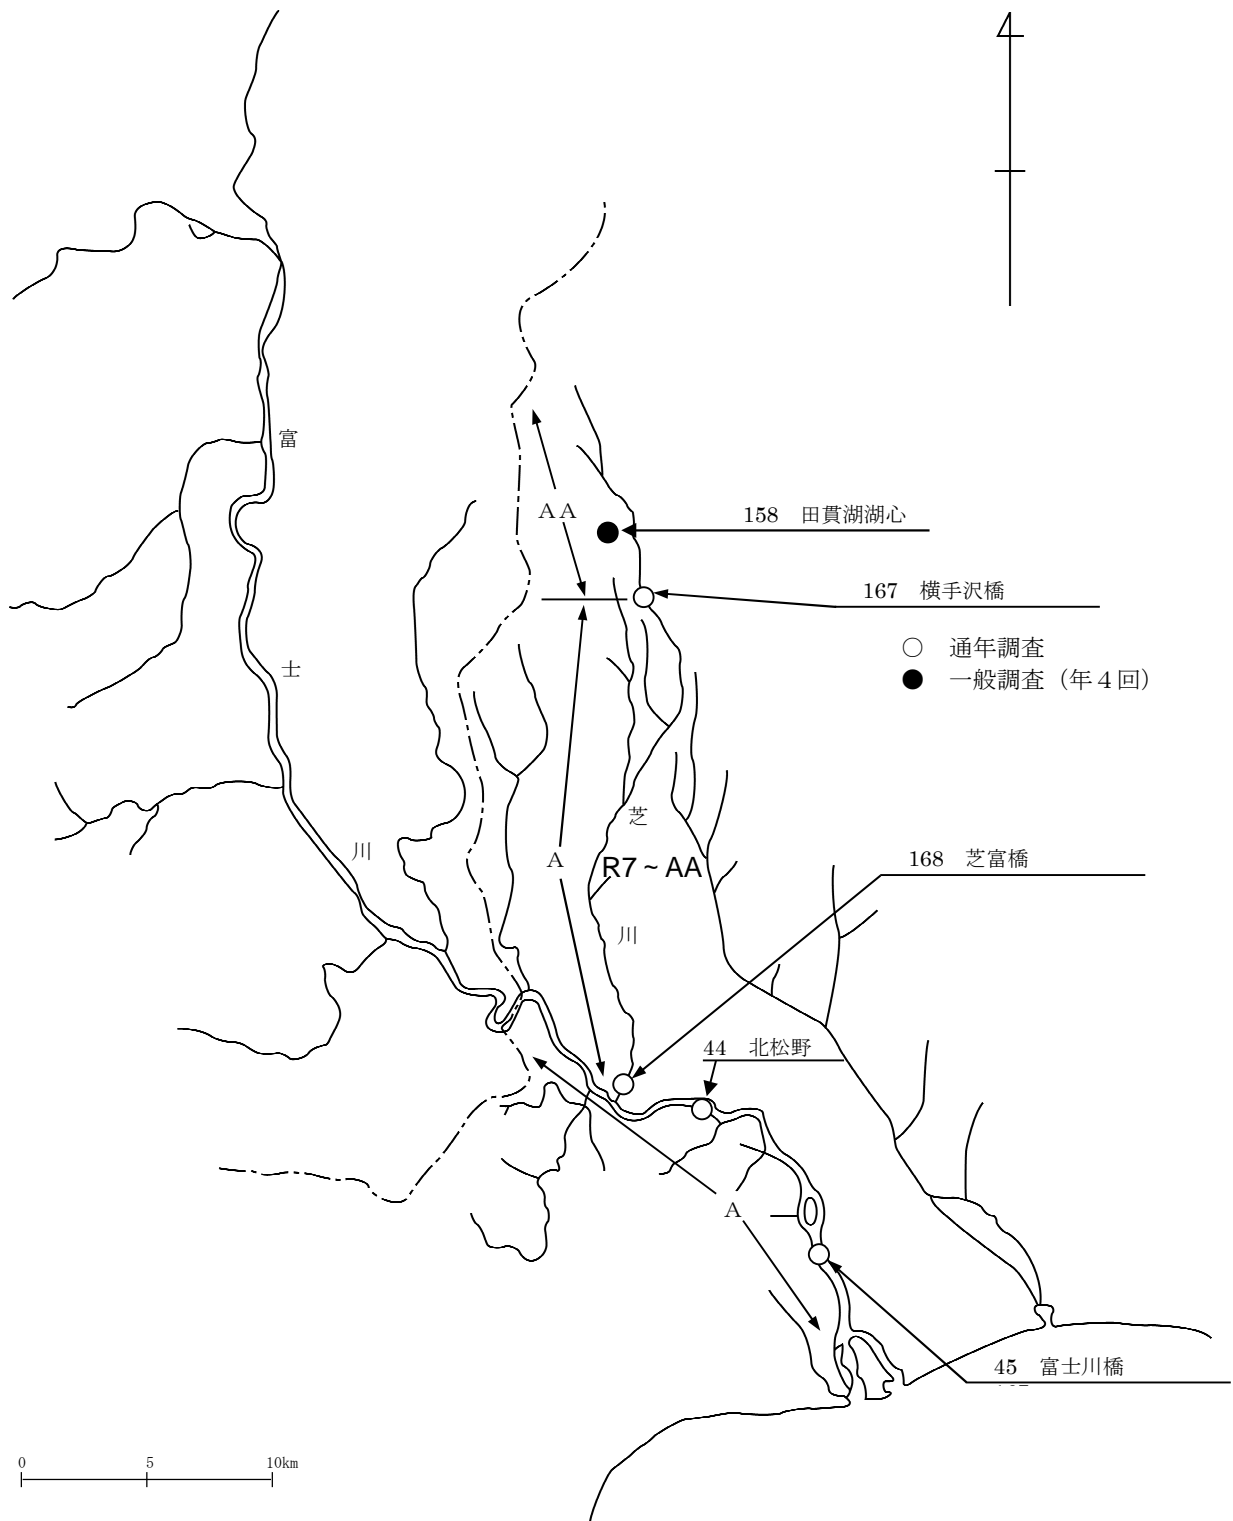 富
ＡＡ
158　田貫湖湖心
167　横手沢橋
○　通年調査
●　一般調査（年４回）
士
芝
川
Ａ
R7～AA
168　芝富橋
川
44　北松野
Ａ
45　富士川橋
0　5　10km